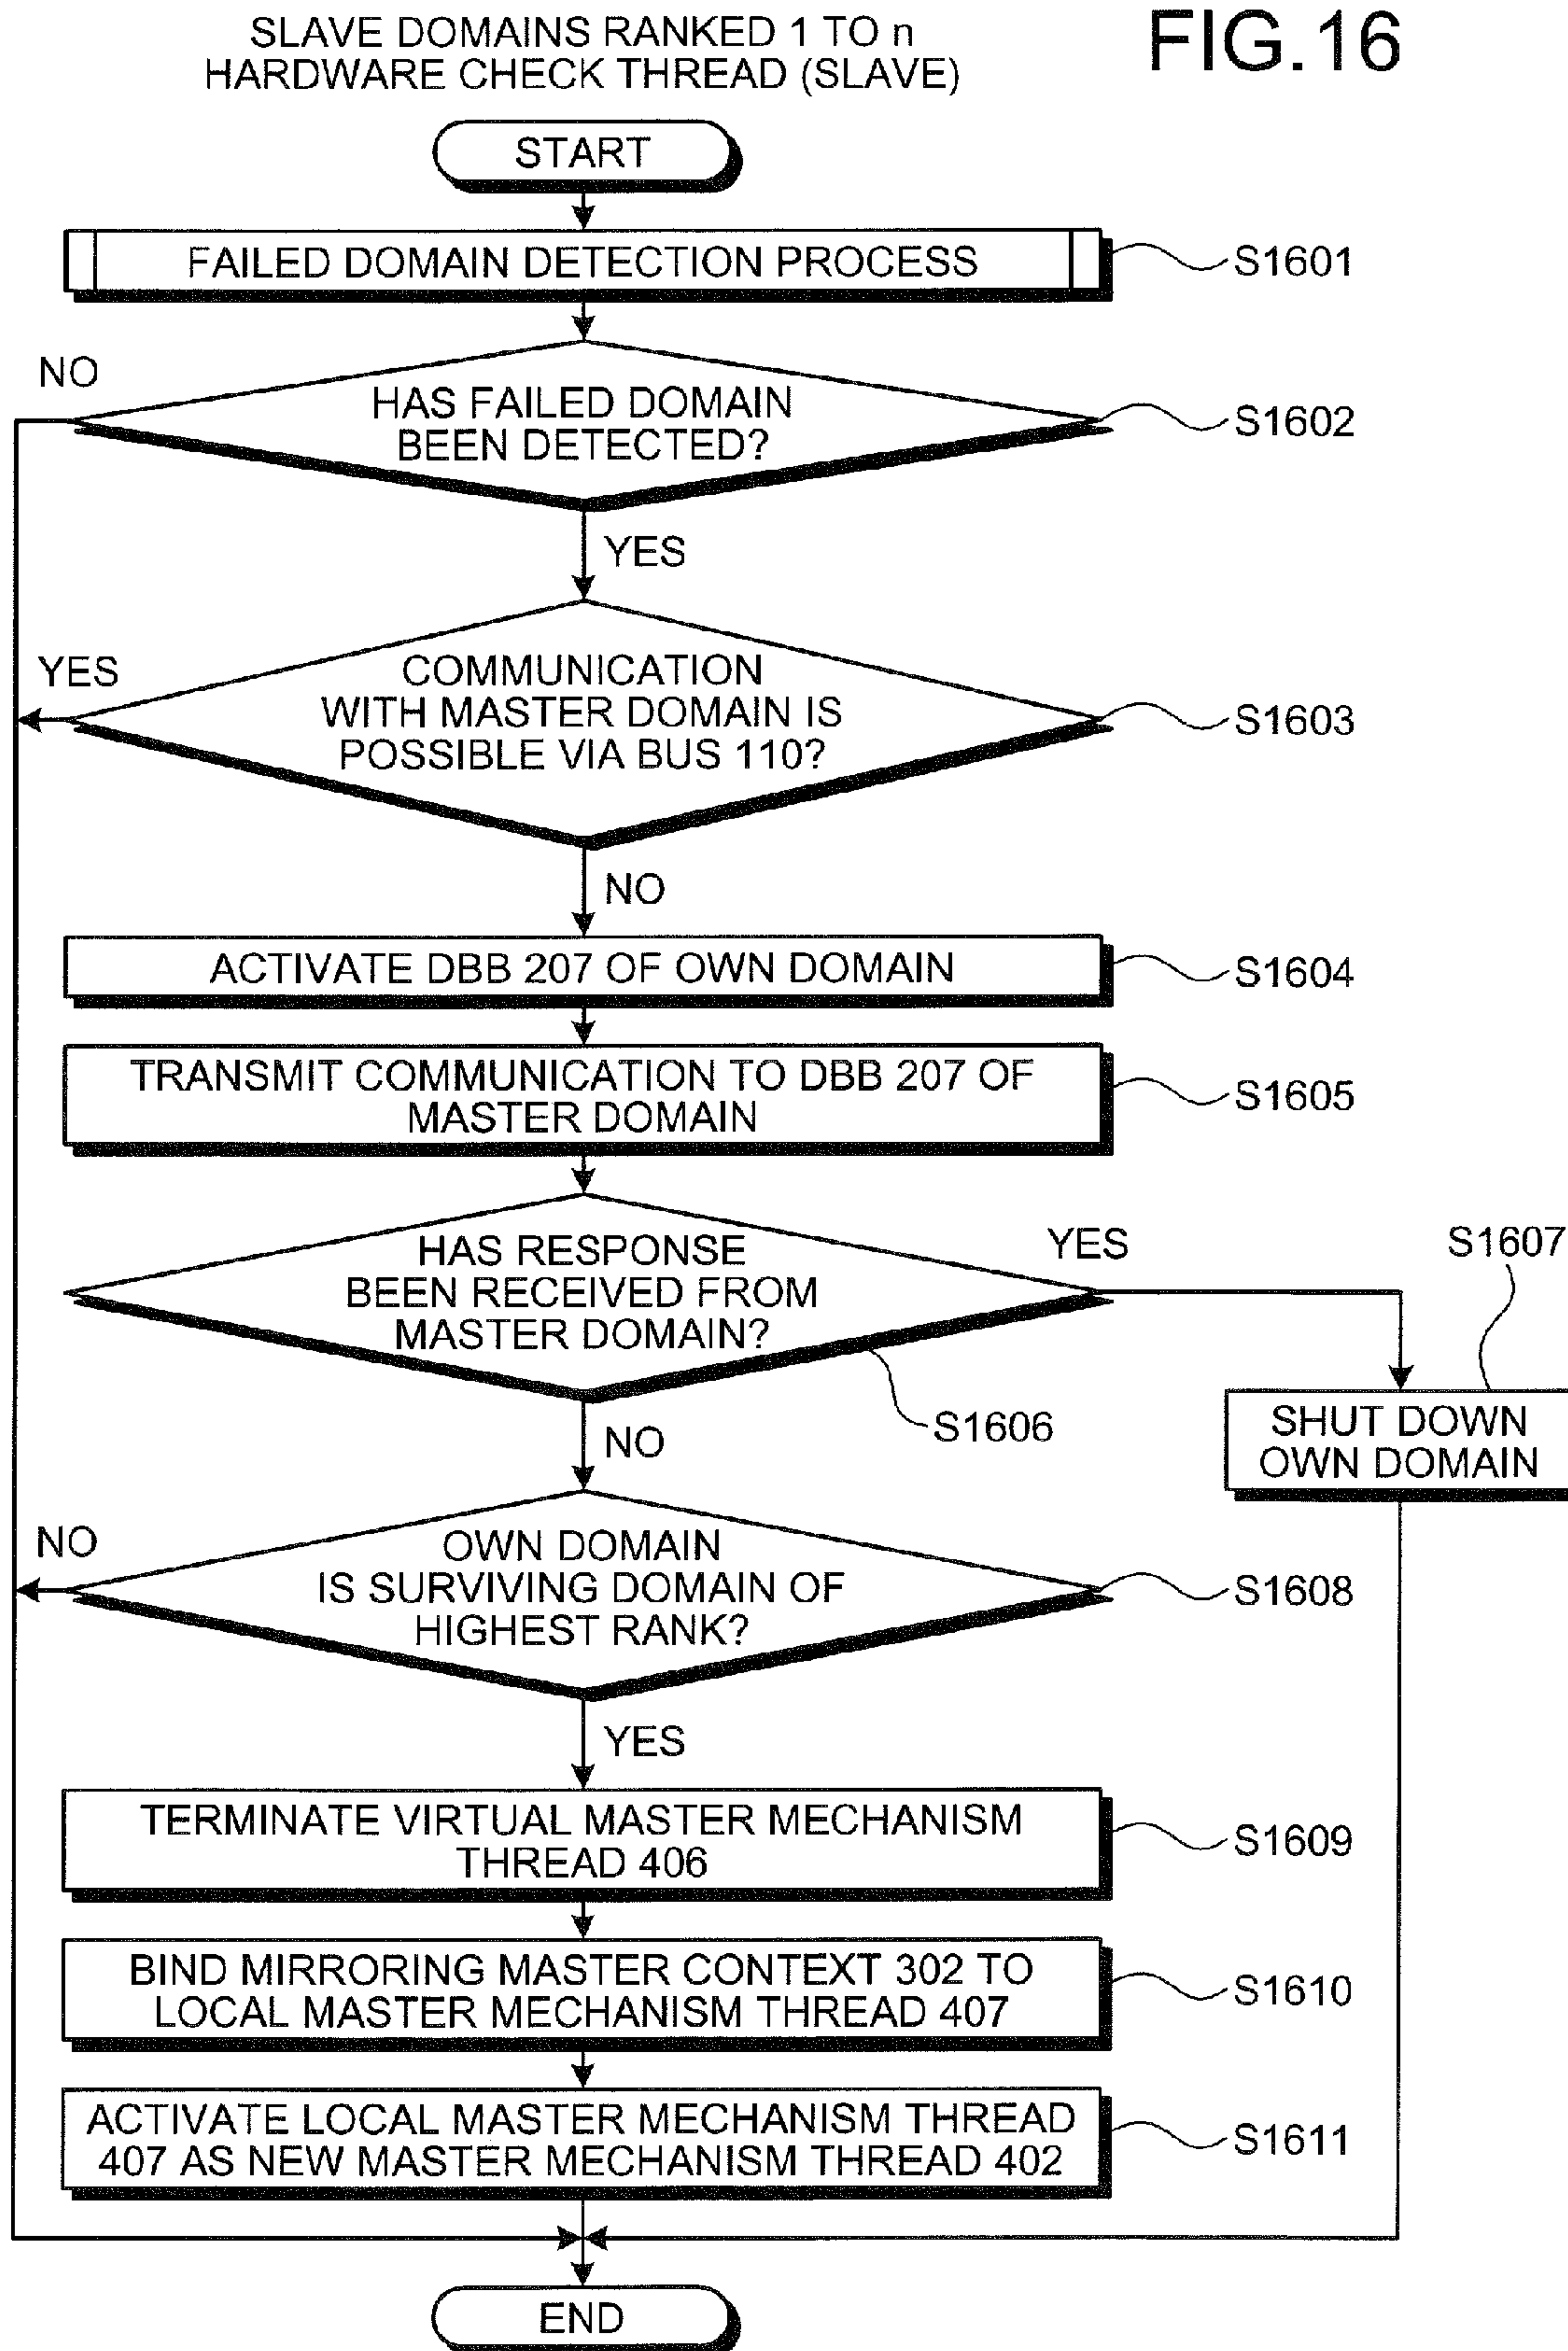 SLAVE DOMAINS RANKED 1 TO n
HARDWARE CHECK THREAD (SLAVE)
FIG.16
START
FAILED DOMAIN DETECTION PROCESS
S1601
NO
HAS FAILED DOMAIN
BEEN DETECTED?
S1602
YES
YES
COMMUNICATION
WITH MASTER DOMAIN IS
POSSIBLE VIA BUS 110?
S1603
NO
ACTIVATE DBB 207 OF OWN DOMAIN
S1604
TRANSMIT COMMUNICATION TO DBB 207 OF
MASTER DOMAIN
S1605
HAS RESPONSE
BEEN RECEIVED FROM
MASTER DOMAIN?
YES
S1607
S1606
SHUT DOWN
OWN DOMAIN
NO
NO
OWN DOMAIN
IS SURVIVING DOMAIN OF
HIGHEST RANK?
S1608
YES
TERMINATE VIRTUAL MASTER MECHANISM
THREAD 406
S1609
BIND MIRRORING MASTER CONTEXT 302 TO
LOCAL MASTER MECHANISM THREAD 407
S1610
ACTIVATE LOCAL MASTER MECHANISM THREAD
407 AS NEW MASTER MECHANISM THREAD 402
S1611
END